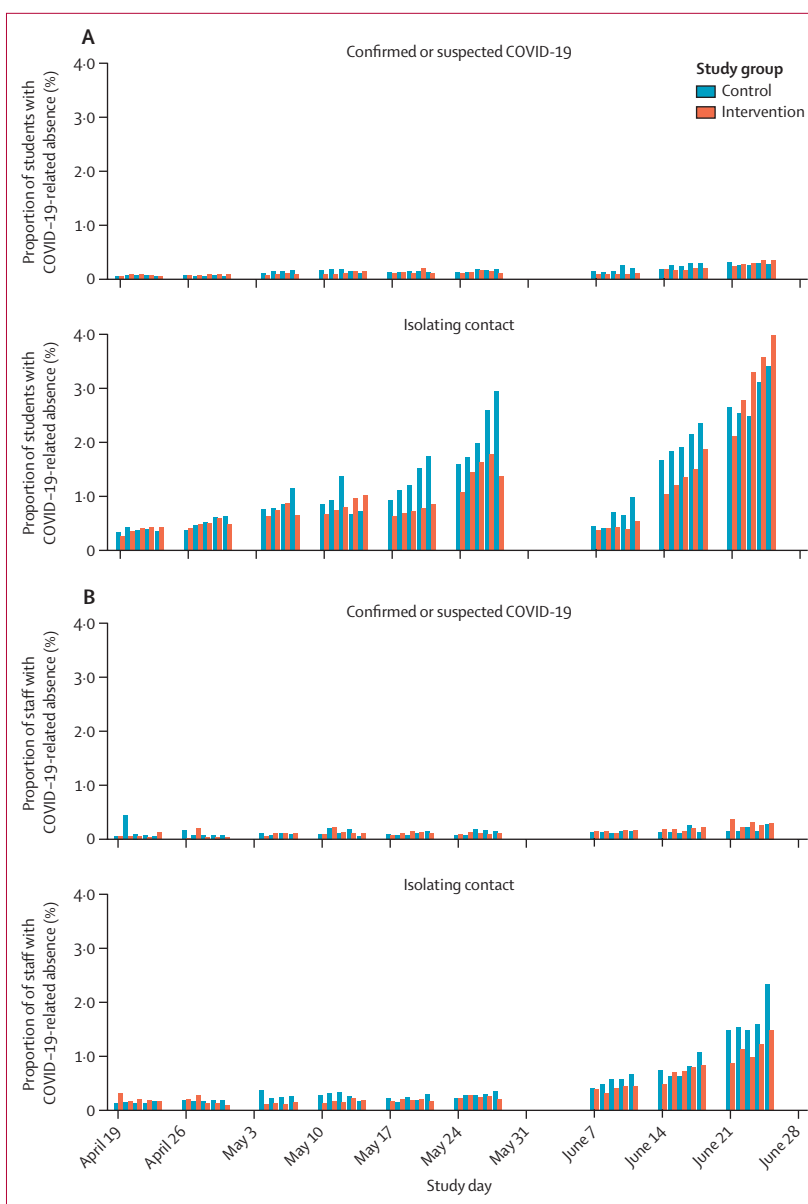 A
Confirmed or suspected COVID-19
4·0
3·0
2·0
1·0
0
Proportion of students with
COVID–19-related absence (%)
Study group
Control
Intervention
Isolating contact
4·0
3·0
2·0
1·0
0
Proportion of students with
COVID–19-related absence (%)
B
Confirmed or suspected COVID-19
4·0
3·0
2·0
1·0
0
Proportion of staff with
COVID–19-related absence (%)
Isolating contact
4·0
3·0
2·0
1·0
0
Proportion of of staff with
COVID–19-related absence (%)
April 19
April 26
May 3
May 10
May 17
May 24
May 31
June 7
June 14
June 21
June 28
Study day